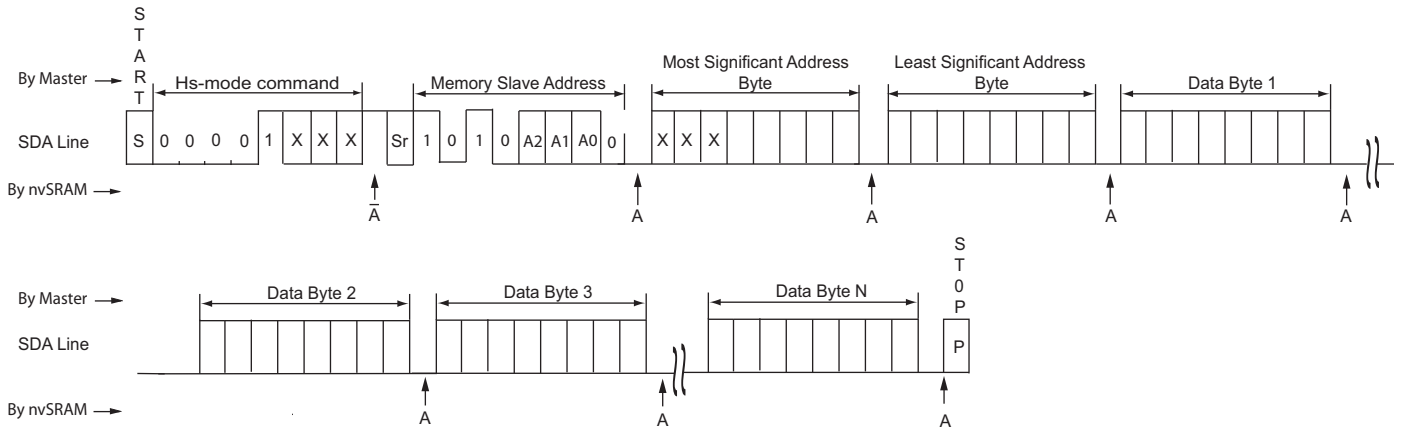 START
By Master
Hs-mode command
Memory Slave Address
Most Significant Address
Byte
Least Significant Address
Byte
Data Byte 1
SDA Line
S 0 0 0 0 1 X X X Sr 1 0 1 0 A2 A1 A0 0 X X X
By nvSRAM
A̅ A A A A
ST0P
By Master
Data Byte 2
Data Byte 3
Data Byte N
SDA Line
P
By nvSRAM
A A A